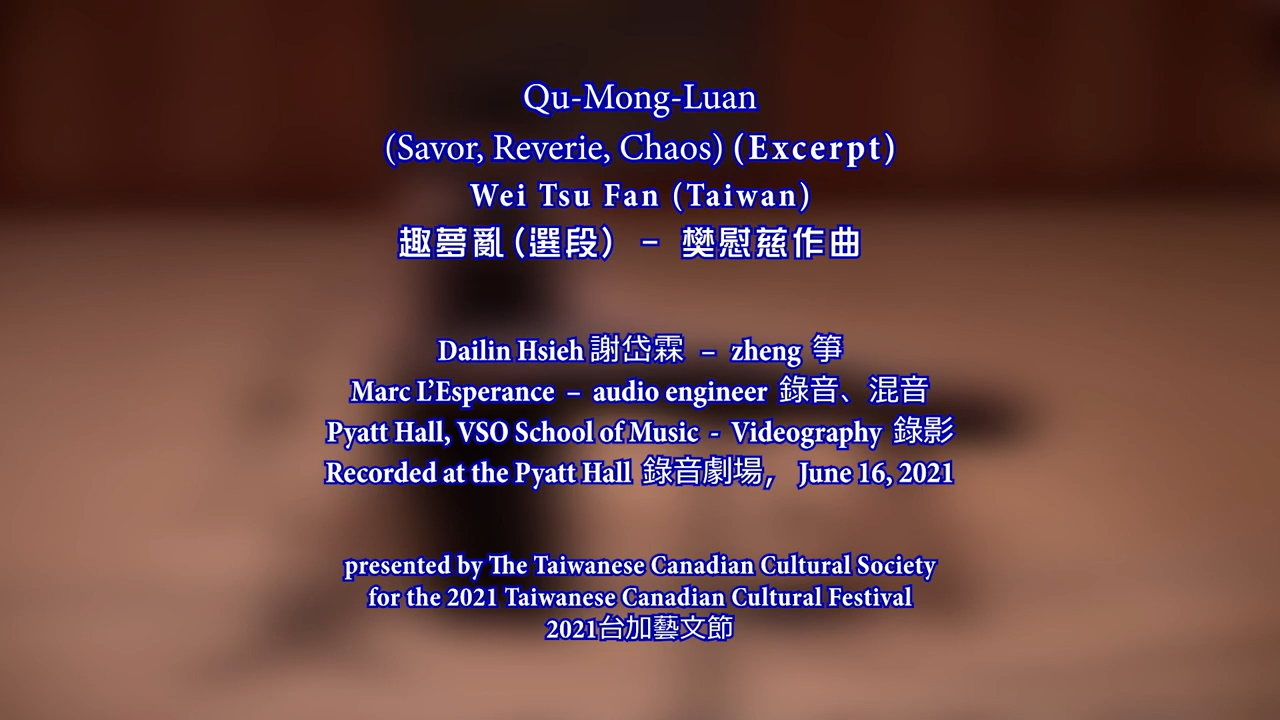 Qu-Mong-Luan
(Savor, Reverie, Chaos) (Excerpt)
Wei Tsu Fan (Taiwan)
趣夢亂(選段) - 樊慰慈作曲
Dailin Hsieh 謝岱霖 – zheng 箏
Marc L’Esperance – audio engineer 錄音、混音
Pyatt Hall, VSO School of Music - Videography 錄影
Recorded at the Pyatt Hall 錄音劇場, June 16, 2021
presented by The Taiwanese Canadian Cultural Society
for the 2021 Taiwanese Canadian Cultural Festival
2021台加藝文節